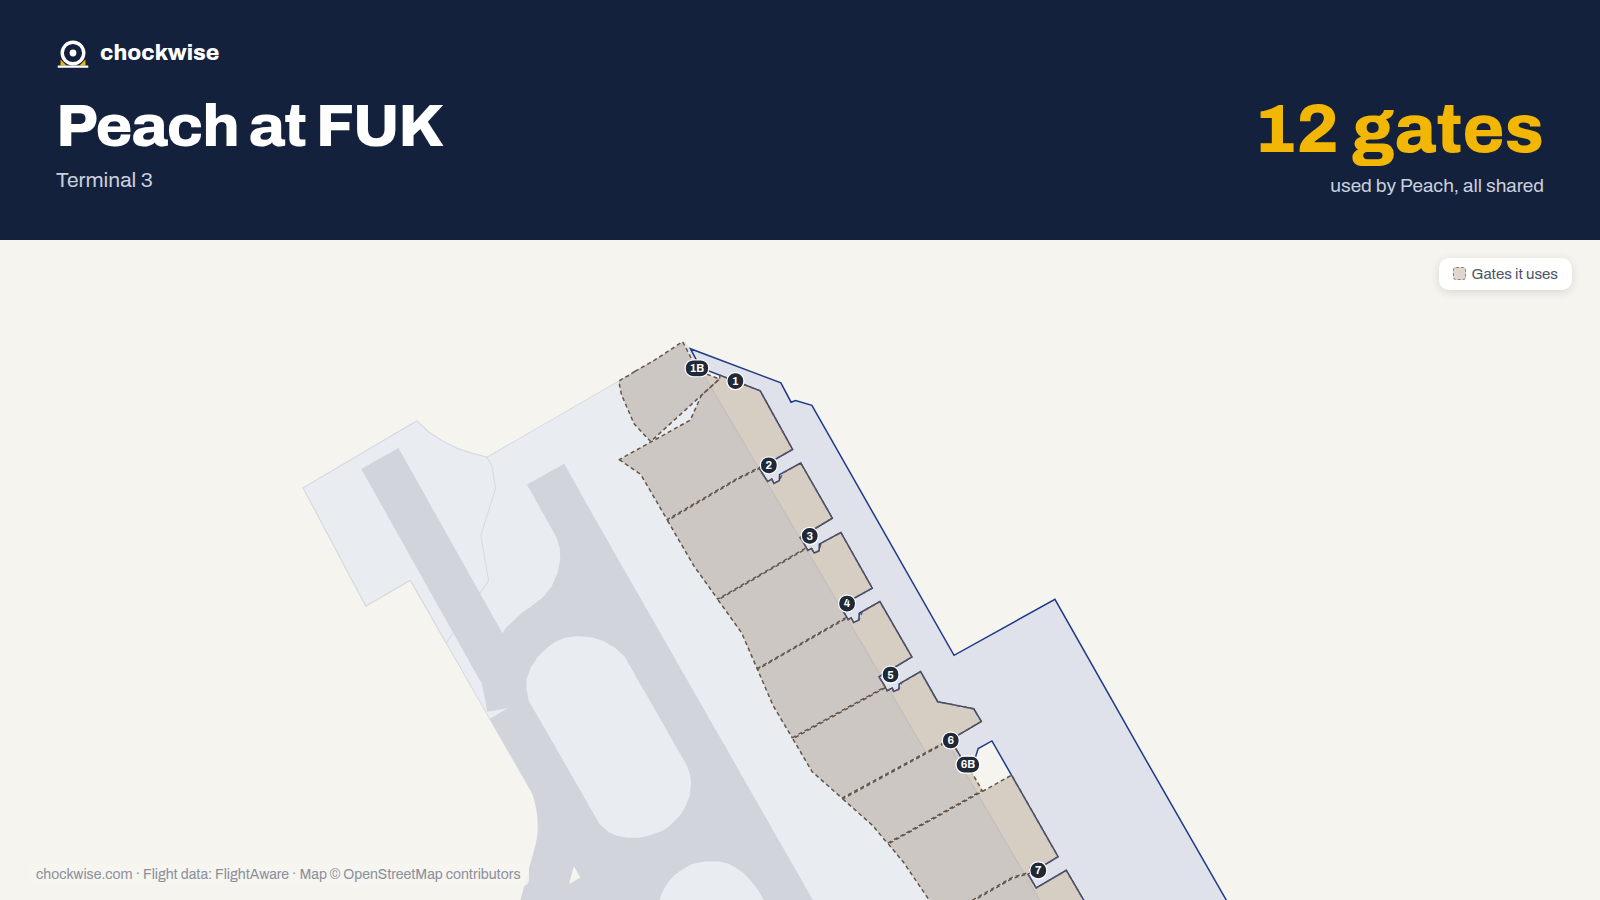 chockwise
Peach at FUK
Terminal 3
12 gates
used by Peach, all shared
Gates it uses
1B
1
2
3
4
5
6
6B
7
chockwise.com · Flight data: FlightAware · Map © OpenStreetMap contributors